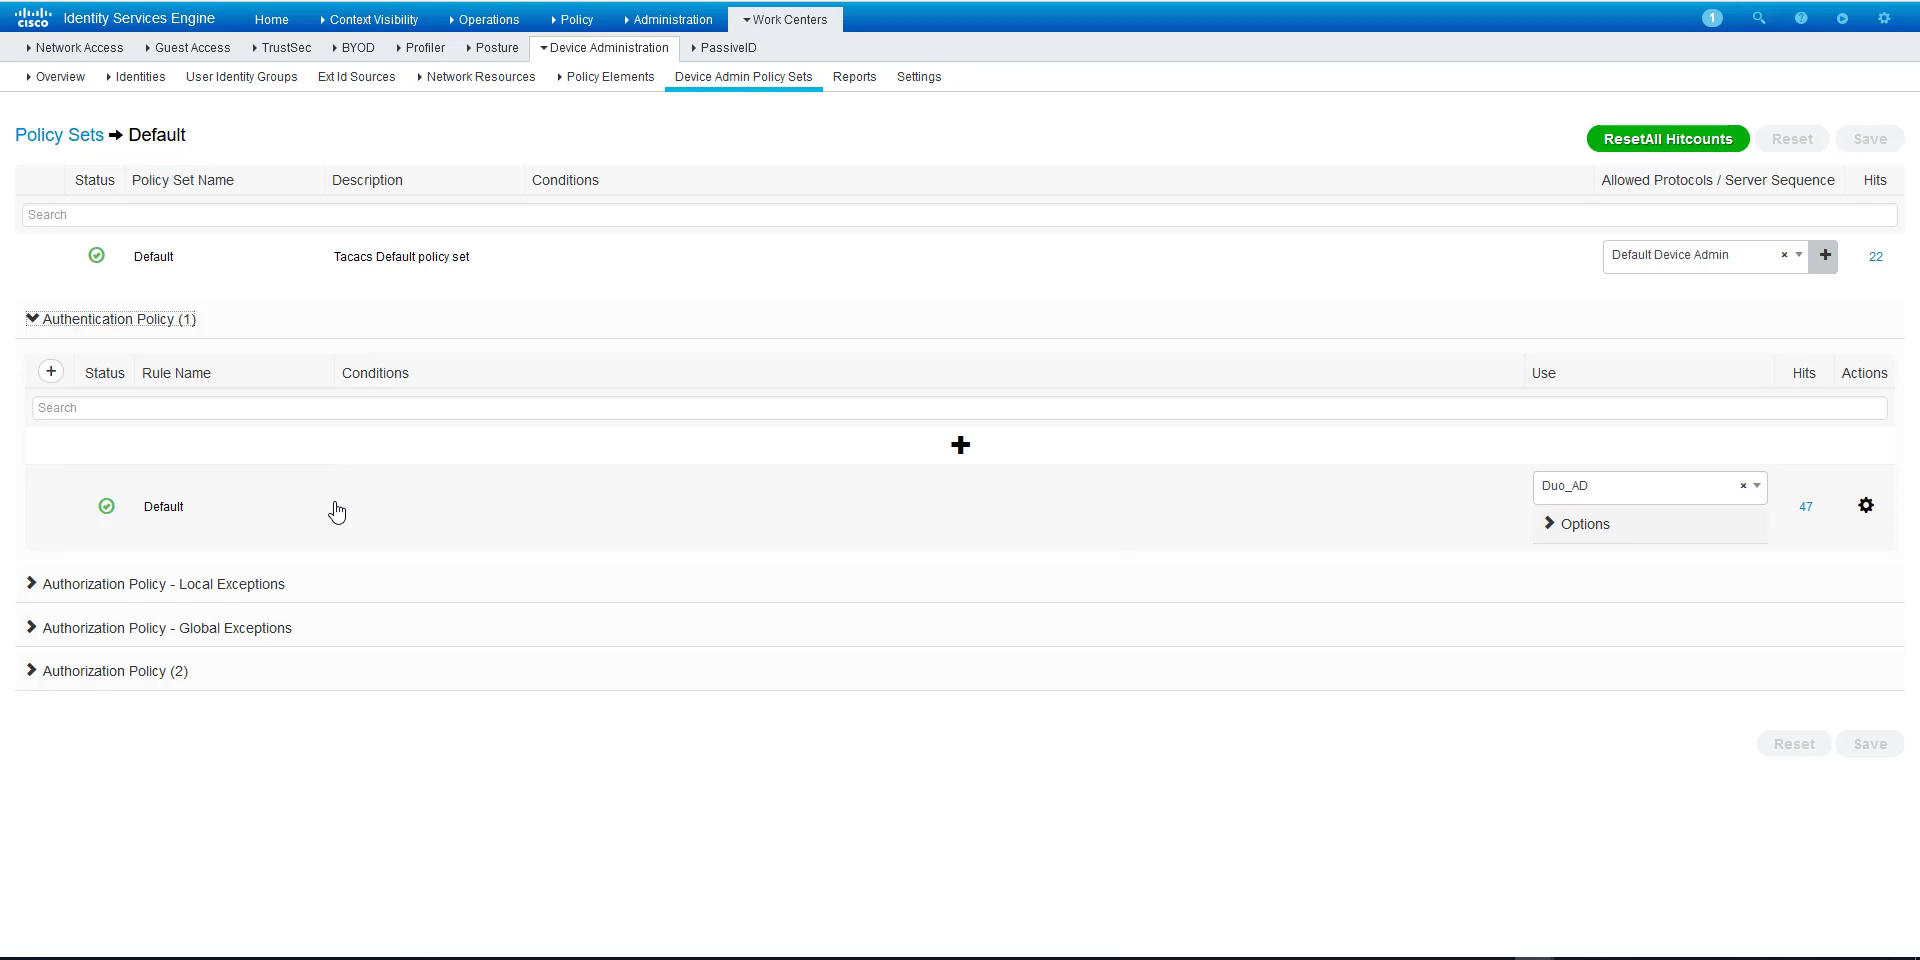 cisco Identity Services Engine Home Context Visibility Operations Policy Administration Work Centers 1
Network Access Guest Access TrustSec BYOD Profiler Posture Device Administration PassiveID
Overview Identities User Identity Groups Ext Id Sources Network Resources Policy Elements Device Admin Policy Sets Reports Settings
Policy Sets Default
ResetAll Hitcounts Reset Save
Status Policy Set Name Description Conditions Allowed Protocols / Server Sequence Hits
Search
Default Tacacs Default policy set Default Device Admin × + 22
Authentication Policy (1)
+ Status Rule Name Conditions Use Hits Actions
Search
+
Default Duo_AD × 47
Options
Authorization Policy - Local Exceptions
Authorization Policy - Global Exceptions
Authorization Policy (2)
Reset Save